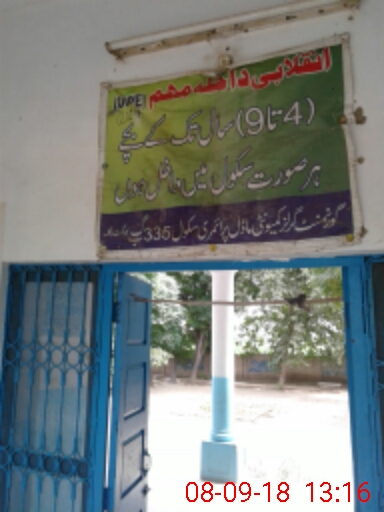 انقلابی داخلہ مہم (UPE)
(4 تا 9) سال تک کے بچے
ہر صورت سکول میں داخل ہوں
گورنمنٹ گرلز کمیونٹی ماڈل پرائمری سکول 335 گ ب
08-09-18 13:16